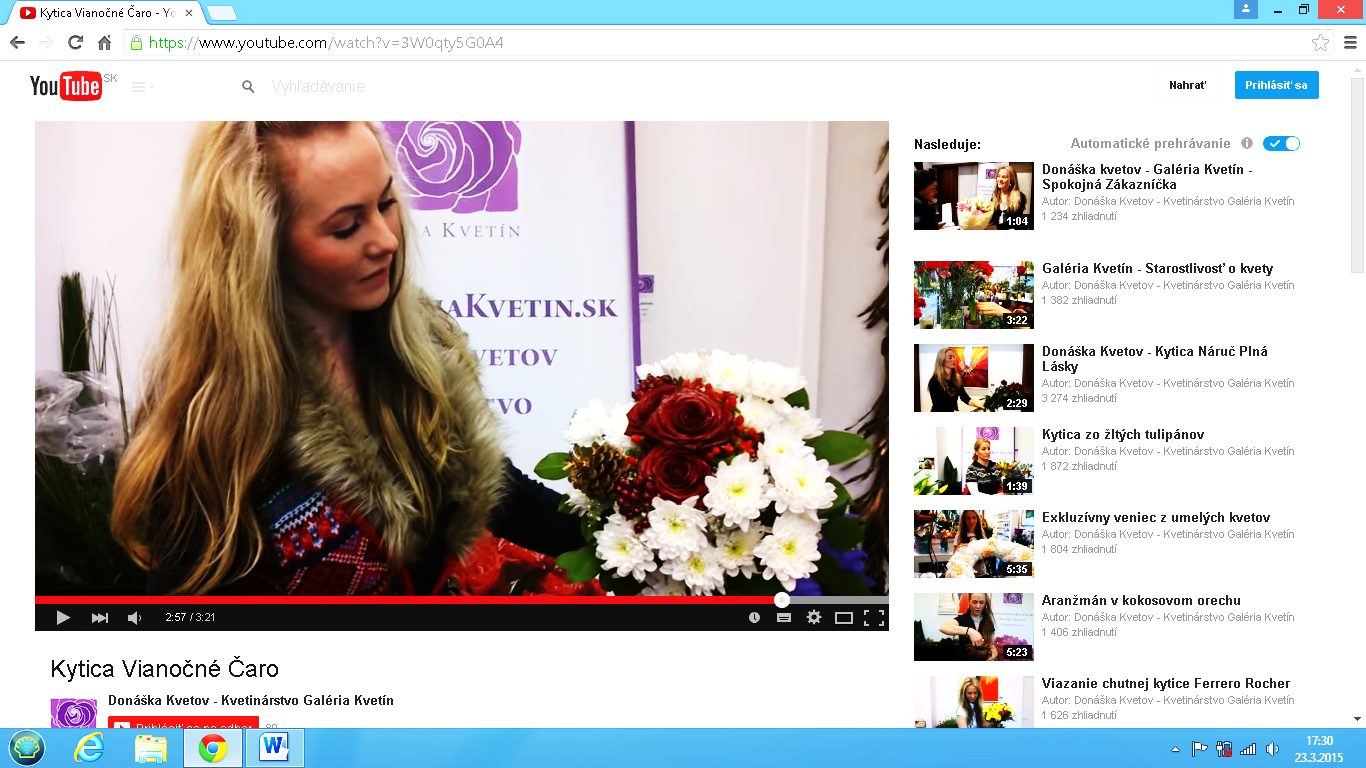 Kytica Vianočné Čaro - Yo
https://www.youtube.com/watch?v=3W0qty5G0A4
YouTube SK
Vyhľadávanie
Nahrať
Prihlásiť sa
A KVETÍN
AKVETIN.SK
VETOV
TVO
2:57 / 3:21
Kytica Vianočné Čaro
Donáška Kvetov - Kvetinárstvo Galéria Kvetín
Prihlásiť sa na odber
Nasleduje:
Automatické prehrávanie
1:04
Donáška kvetov - Galéria Kvetín -
Spokojná Zákazníčka
Autor: Donáška Kvetov - Kvetinárstvo Galéria Kvetín
1 234 zhliadnutí
3:22
Galéria Kvetín - Starostlivosť o kvety
Autor: Donáška Kvetov - Kvetinárstvo Galéria Kvetín
1 382 zhliadnutí
2:29
Donáška Kvetov - Kytica Náruč Plná
Lásky
Autor: Donáška Kvetov - Kvetinárstvo Galéria Kvetín
3 274 zhliadnutí
1:39
Kytica zo žltých tulipánov
Autor: Donáška Kvetov - Kvetinárstvo Galéria Kvetín
1 872 zhliadnutí
5:35
Exkluzívny veniec z umelých kvetov
Autor: Donáška Kvetov - Kvetinárstvo Galéria Kvetín
1 804 zhliadnutí
5:23
Aranžmán v kokosovom orechu
Autor: Donáška Kvetov - Kvetinárstvo Galéria Kvetín
1 406 zhliadnutí
Viazanie chutnej kytice Ferrero Rocher
Autor: Donáška Kvetov - Kvetinárstvo Galéria Kvetín
1 626 zhliadnutí
17:30
23.3.2015